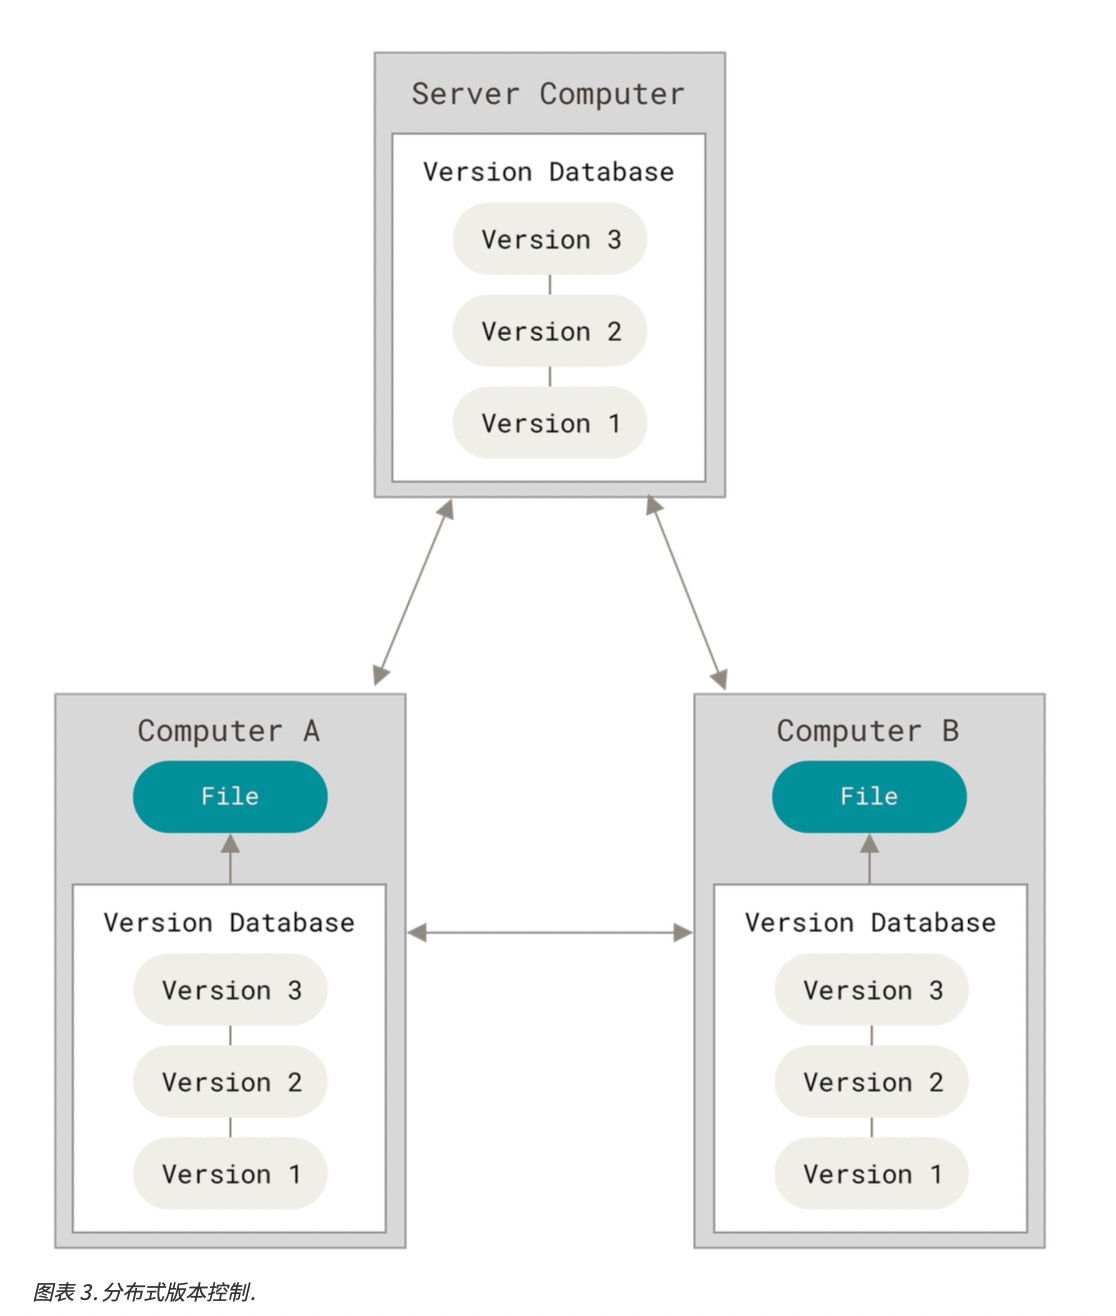 Server Computer
Version Database
Version 3
Version 2
Version 1
Computer A
File
Version Database
Version 3
Version 2
Version 1
Computer B
File
Version Database
Version 3
Version 2
Version 1
图表 3. 分布式版本控制.